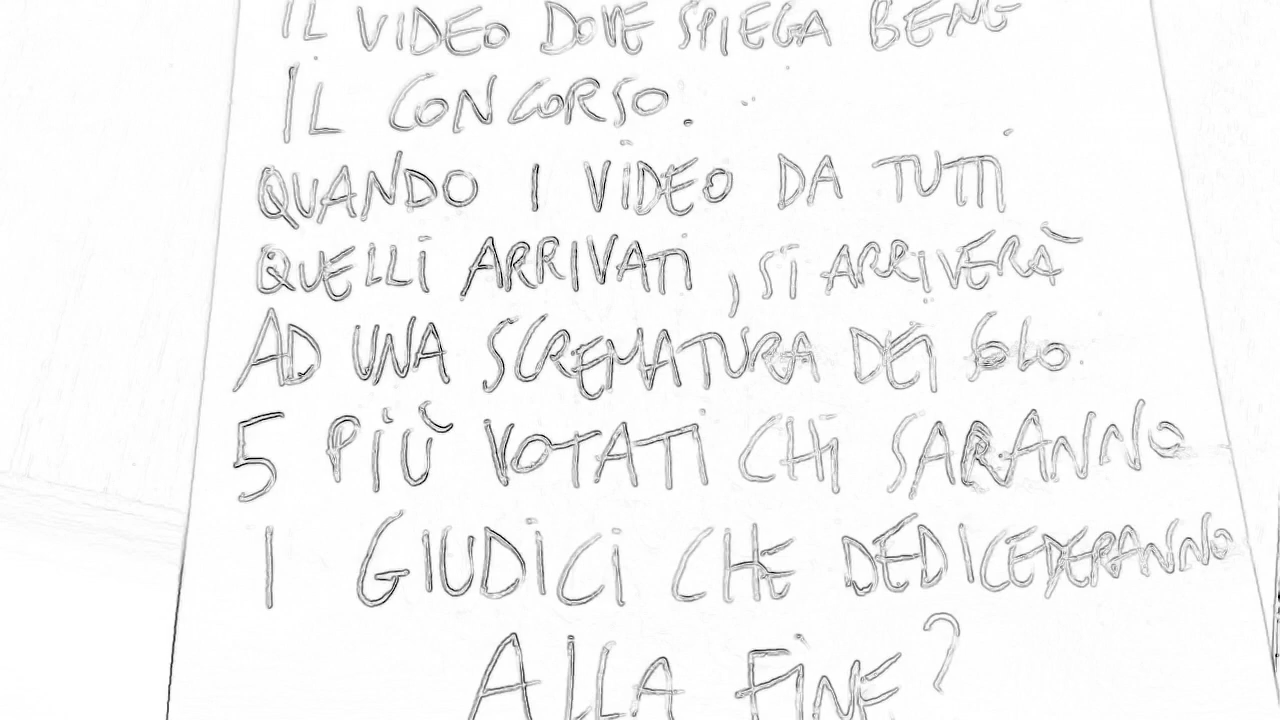 IL VIDEO DOVE SPIEGA BENE
IL CONCORSO.
QUANDO I VIDEO DA TUTTI
QUELLI ARRIVATI, SI ARRIVERÀ
AD UNA SCREMATURA DEI SOLO.
5 PIÙ VOTATI CHI SARANNO
I GIUDICI CHE DEDICEDERANNO
ALLA FINE?